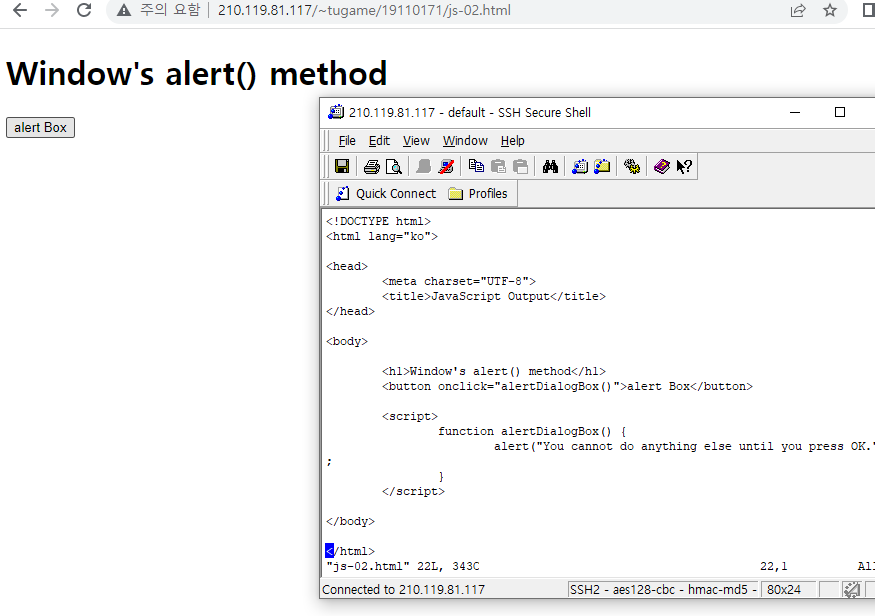 주의 요함 | 210.119.81.117/~tugame/19110171/js-02.html
Window's alert() method
alert Box
210.119.81.117 - default - SSH Secure Shell
File Edit View Window Help
Quick Connect Profiles
<!DOCTYPE html>
<html lang="ko">
<head>
<meta charset="UTF-8">
<title>JavaScript Output</title>
</head>
<body>
<h1>Window's alert() method</h1>
<button onclick="alertDialogBox()">alert Box</button>
<script>
function alertDialogBox() {
alert("You cannot do anything else until you press OK."
;
}
</script>
</body>
</html>
"js-02.html" 22L, 343C 22,1 All
Connected to 210.119.81.117 SSH2 - aes128-cbc - hmac-md5 - 80x24